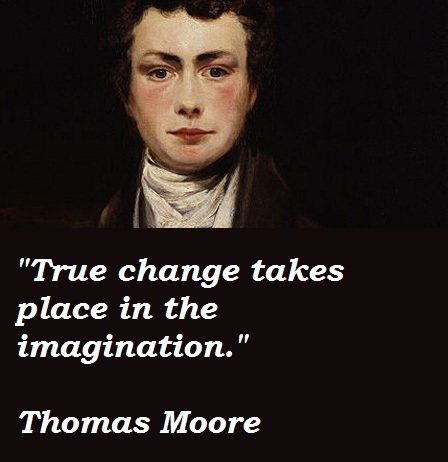 "True change takes
place in the
imagination."
Thomas Moore